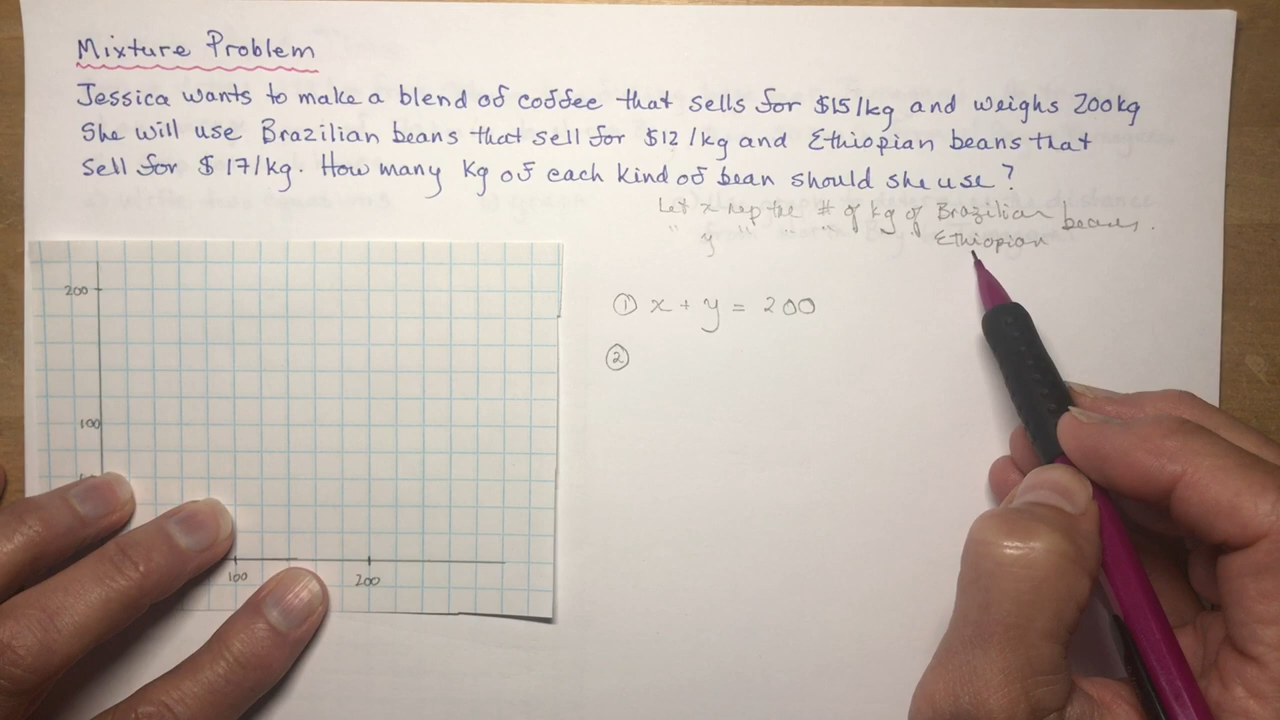 Mixture Problem
Jessica wants to make a blend of coffee that sells for $15/kg and weighs 200kg
She will use Brazilian beans that sell for $12/kg and Ethiopian beans that
sell for $17/kg. How many Kg of each kind of bean should she use?
Let x rep the # of kg of Brazilian beans.
" y " " " " Ethiopian
① x + y = 200
②
200
100
100
200